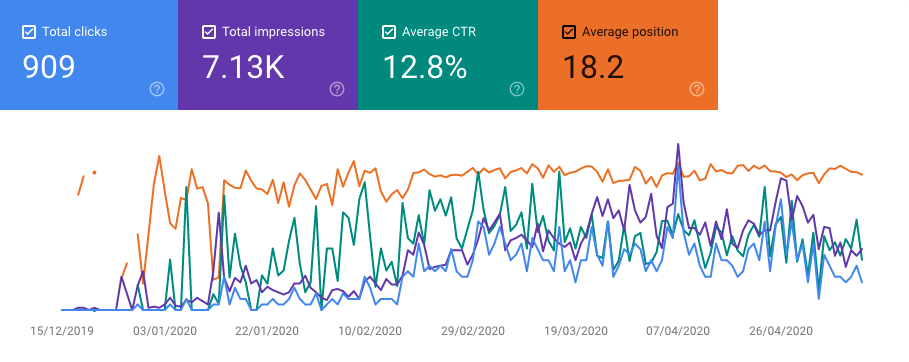 Total clicks Total impressions Average CTR Average position
909 7.13K 12.8% 18.2
15/12/2019 03/01/2020 22/01/2020 10/02/2020 29/02/2020 19/03/2020 07/04/2020 26/04/2020